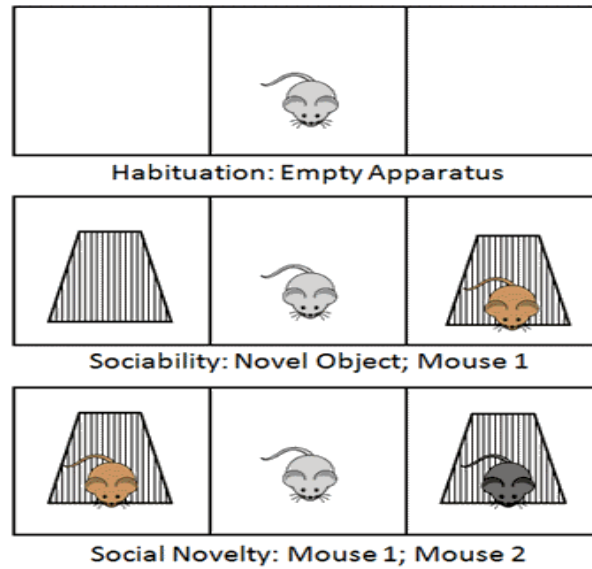 Habituation: Empty Apparatus
Sociability: Novel Object; Mouse 1
Social Novelty: Mouse 1; Mouse 2